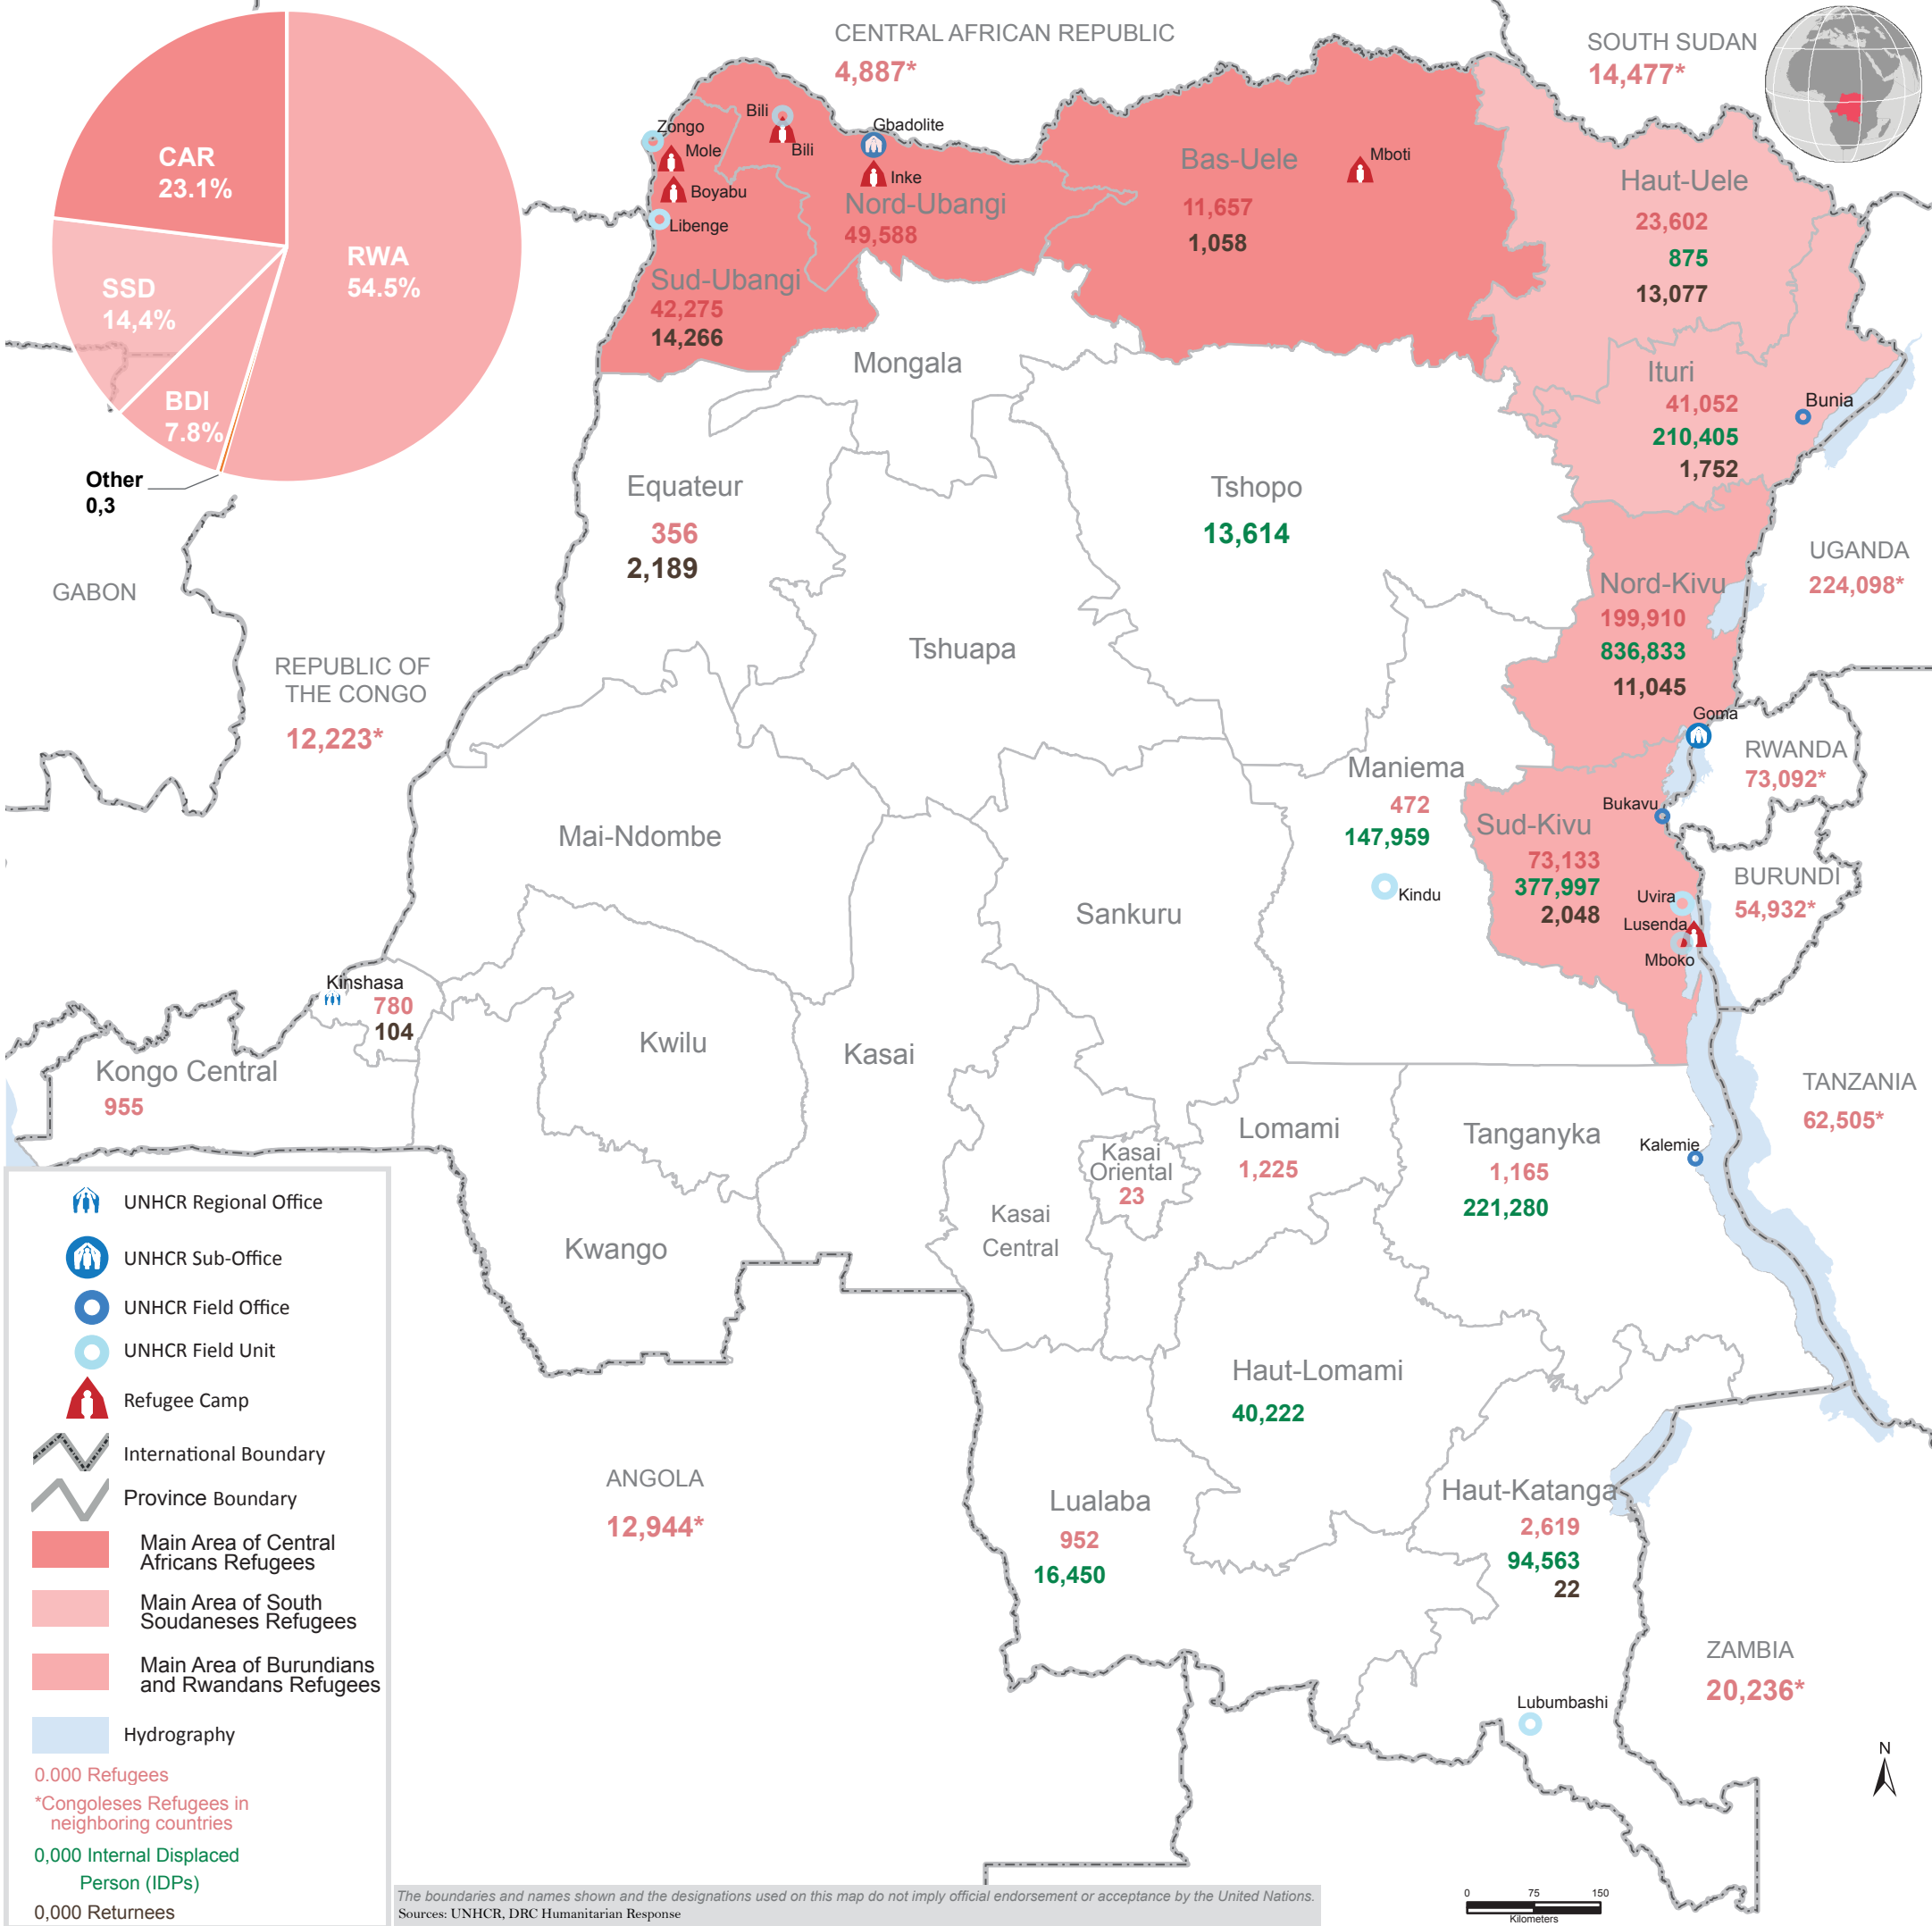 CENTRAL AFRICAN REPUBLIC
4,887*
SOUTH SUDAN
14,477*
CAR
23.1%
RWA
54.5%
SSD
14,4%
BDI
7.8%
Other
0,3
Zongo
Mole
Boyabu
Libenge
Bili
Bili
Gbadolite
Inke
Nord-Ubangi
49,588
Sud-Ubangi
42,275
14,266
Bas-Uele
11,657
1,058
Mboti
Haut-Uele
23,602
875
13,077
Ituri
41,052
210,405
1,752
Bunia
Mongala
Equateur
356
2,189
Tshopo
13,614
GABON
REPUBLIC OF
THE CONGO
12,223*
Tshuapa
Nord-Kivu
199,910
836,833
11,045
Goma
UGANDA
224,098*
RWANDA
73,092*
Maniema
472
147,959
Kindu
Bukavu
Sud-Kivu
73,133
377,997
2,048
Uvira
Lusenda
Mboko
BURUNDI
54,932*
Mai-Ndombe
Sankuru
Kinshasa
780
104
Kongo Central
955
Kwilu
Kasai
TANZANIA
62,505*
Kasai
Oriental
23
Lomami
1,225
Tanganyika
1,165
221,280
Kalemie
Kasai
Central
Kwango
Haut-Lomami
40,222
ANGOLA
12,944*
Lualaba
952
16,450
Haut-Katanga
2,619
94,563
22
ZAMBIA
20,236*
Lubumbashi
N
UNHCR Regional Office
UNHCR Sub-Office
UNHCR Field Office
UNHCR Field Unit
Refugee Camp
International Boundary
Province Boundary
Main Area of Central
Africans Refugees
Main Area of South
Soudaneses Refugees
Main Area of Burundians
and Rwandans Refugees
Hydrography
0.000 Refugees
*Congoleses Refugees in
neighboring countries
0,000 Internal Displaced
Person (IDPs)
0,000 Returnees
The boundaries and names shown and the designations used on this map do not imply official endorsement or acceptance by the United Nations.
Sources: UNHCR, DRC Humanitarian Response
0 75 150
Kilometers